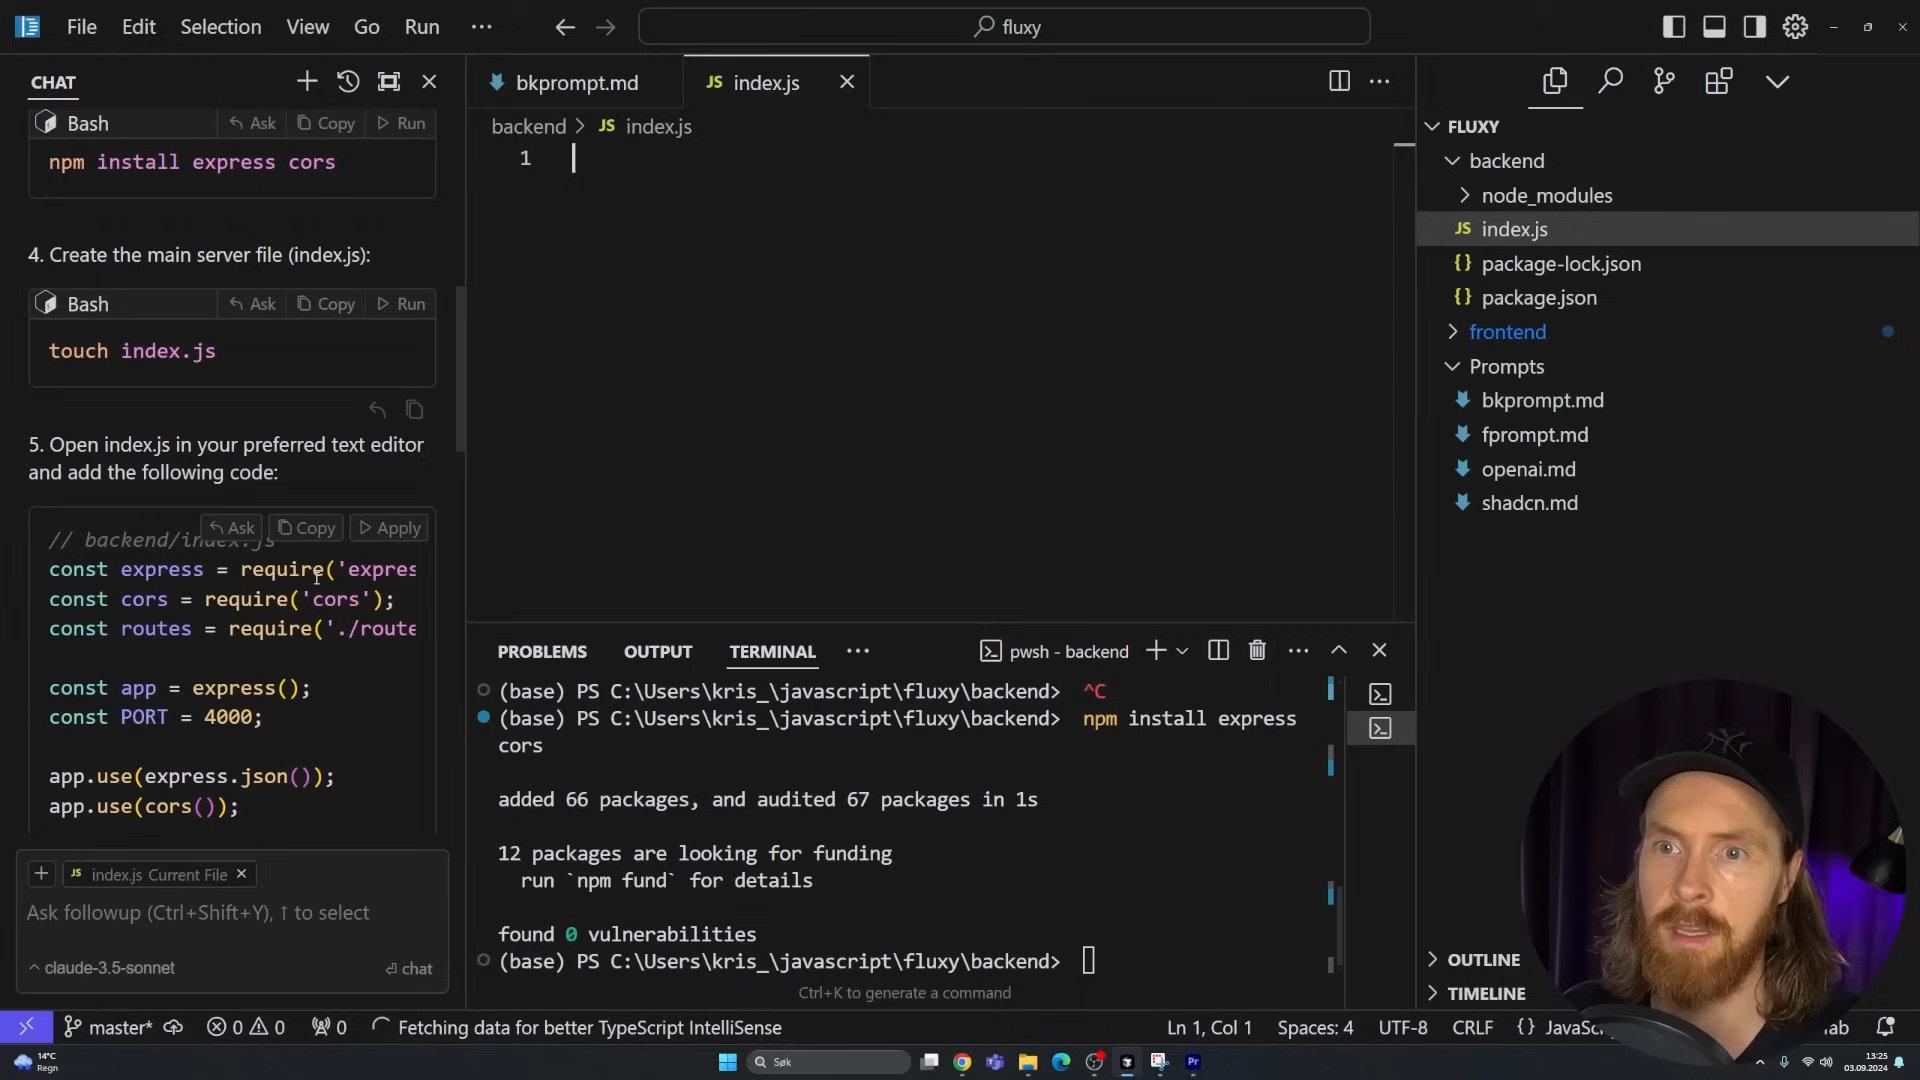 File Edit Selection View Go Run ··· fluxy
CHAT
Bash Ask Copy Run
npm install express cors
4. Create the main server file (index.js):
Bash Ask Copy Run
touch index.js
5. Open index.js in your preferred text editor
and add the following code:
Ask Copy Apply
// backend/index.js
const express = require('expres
const cors = require('cors');
const routes = require('./route
const app = express();
const PORT = 4000;
app.use(express.json());
app.use(cors());
index.js Current File
Ask followup (Ctrl+Shift+Y), ↑ to select
claude-3.5-sonnet chat
bkprompt.md JS index.js
backend > JS index.js
1
PROBLEMS OUTPUT TERMINAL ··· pwsh - backend
(base) PS C:\Users\kris_\javascript\fluxy\backend> ^C
(base) PS C:\Users\kris_\javascript\fluxy\backend> npm install express
cors
added 66 packages, and audited 67 packages in 1s
12 packages are looking for funding
run `npm fund` for details
found 0 vulnerabilities
(base) PS C:\Users\kris_\javascript\fluxy\backend>
Ctrl+K to generate a command
FLUXY
backend
node_modules
JS index.js
{} package-lock.json
{} package.json
frontend
Prompts
bkprompt.md
fprompt.md
openai.md
shadcn.md
OUTLINE
TIMELINE
master* 0 0 0 Fetching data for better TypeScript IntelliSense Ln 1, Col 1 Spaces: 4 UTF-8 CRLF {}
14°C
Regn
Søk
Pr
13:25
03.09.2024